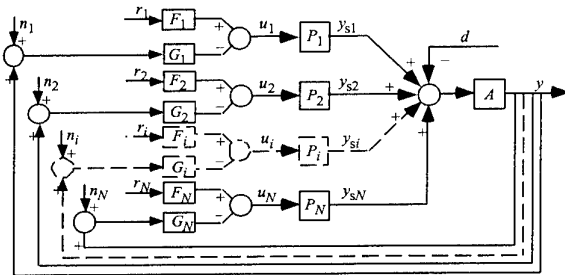 n1 + + r1 F1 + − G1 u1 P1 ys1 + − d
n2 + + r2 F2 + − G2 u2 P2 ys2 + A y
ni + + ri Fi + − Gi ui Pi ysi +
nN + + rN FN + − GN uN PN ysN +